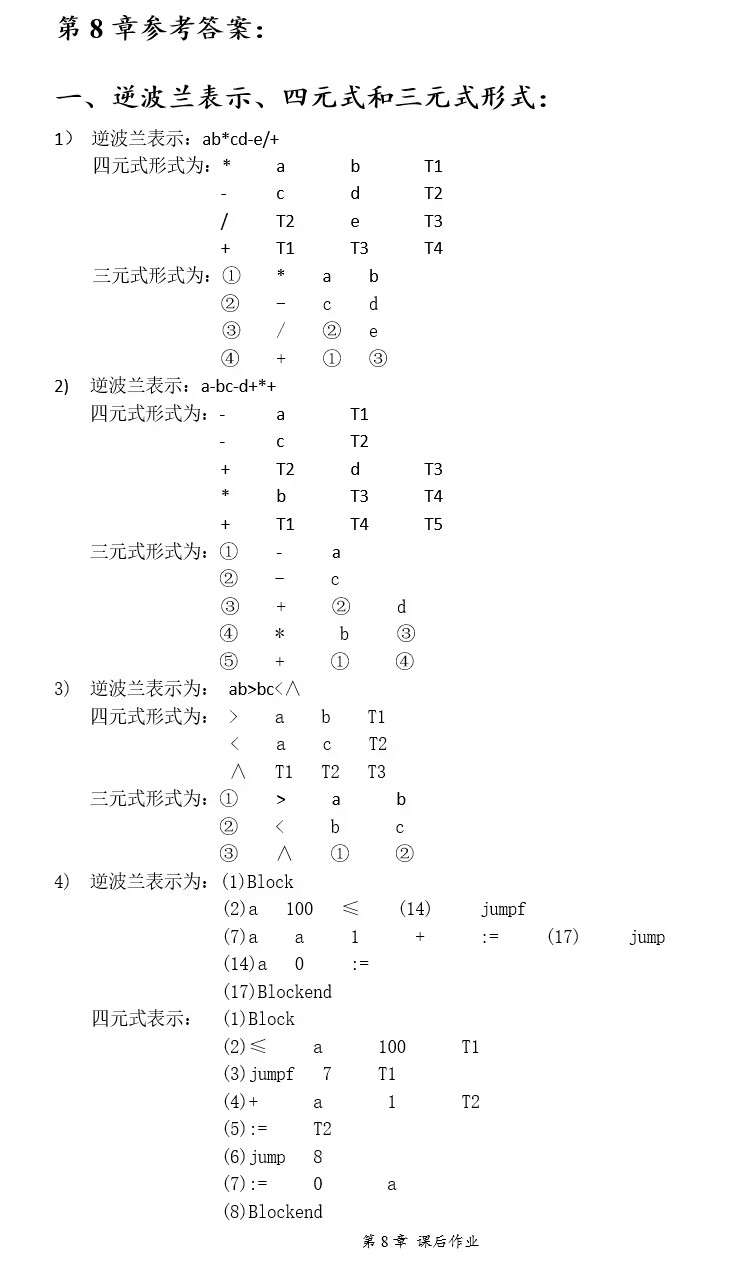 第8章参考答案：
一、逆波兰表示、四元式和三元式形式：
1） 逆波兰表示：ab*cd-e/+
四元式形式为：* a b T1
- c d T2
/ T2 e T3
+ T1 T3 T4
三元式形式为：① * a b
② − c d
③ / ② e
④ + ① ③
2) 逆波兰表示：a-bc-d+*+
四元式形式为：- a T1
- c T2
+ T2 d T3
* b T3 T4
+ T1 T4 T5
三元式形式为：① - a
② − c
③ + ② d
④ * b ③
⑤ + ① ④
3) 逆波兰表示为： ab>bc<∧
四元式形式为： > a b T1
< a c T2
∧ T1 T2 T3
三元式形式为：① > a b
② < b c
③ ∧ ① ②
4) 逆波兰表示为：(1)Block
(2)a 100 ≤ (14) jumpf
(7)a a 1 + := (17) jump
(14)a 0 :=
(17)Blockend
四元式表示： (1)Block
(2)≤ a 100 T1
(3)jumpf 7 T1
(4)+ a 1 T2
(5):= T2
(6)jump 8
(7):= 0 a
(8)Blockend
第8章 课后作业